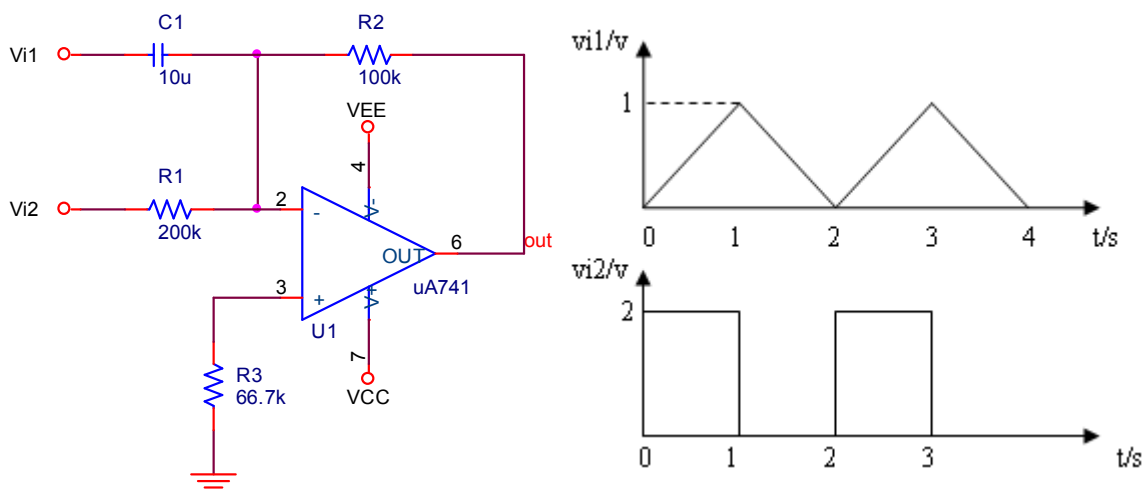 C1
R2
Vi1
10u
100k
VEE
4
R1
V-
Vi2
2
-
200k
OUT
6
out
uA741
3
+
V+
U1
7
R3
66.7k
VCC
vi1/v
1
0 1 2 3 4 t/s
vi2/v
2
0 1 2 3 t/s